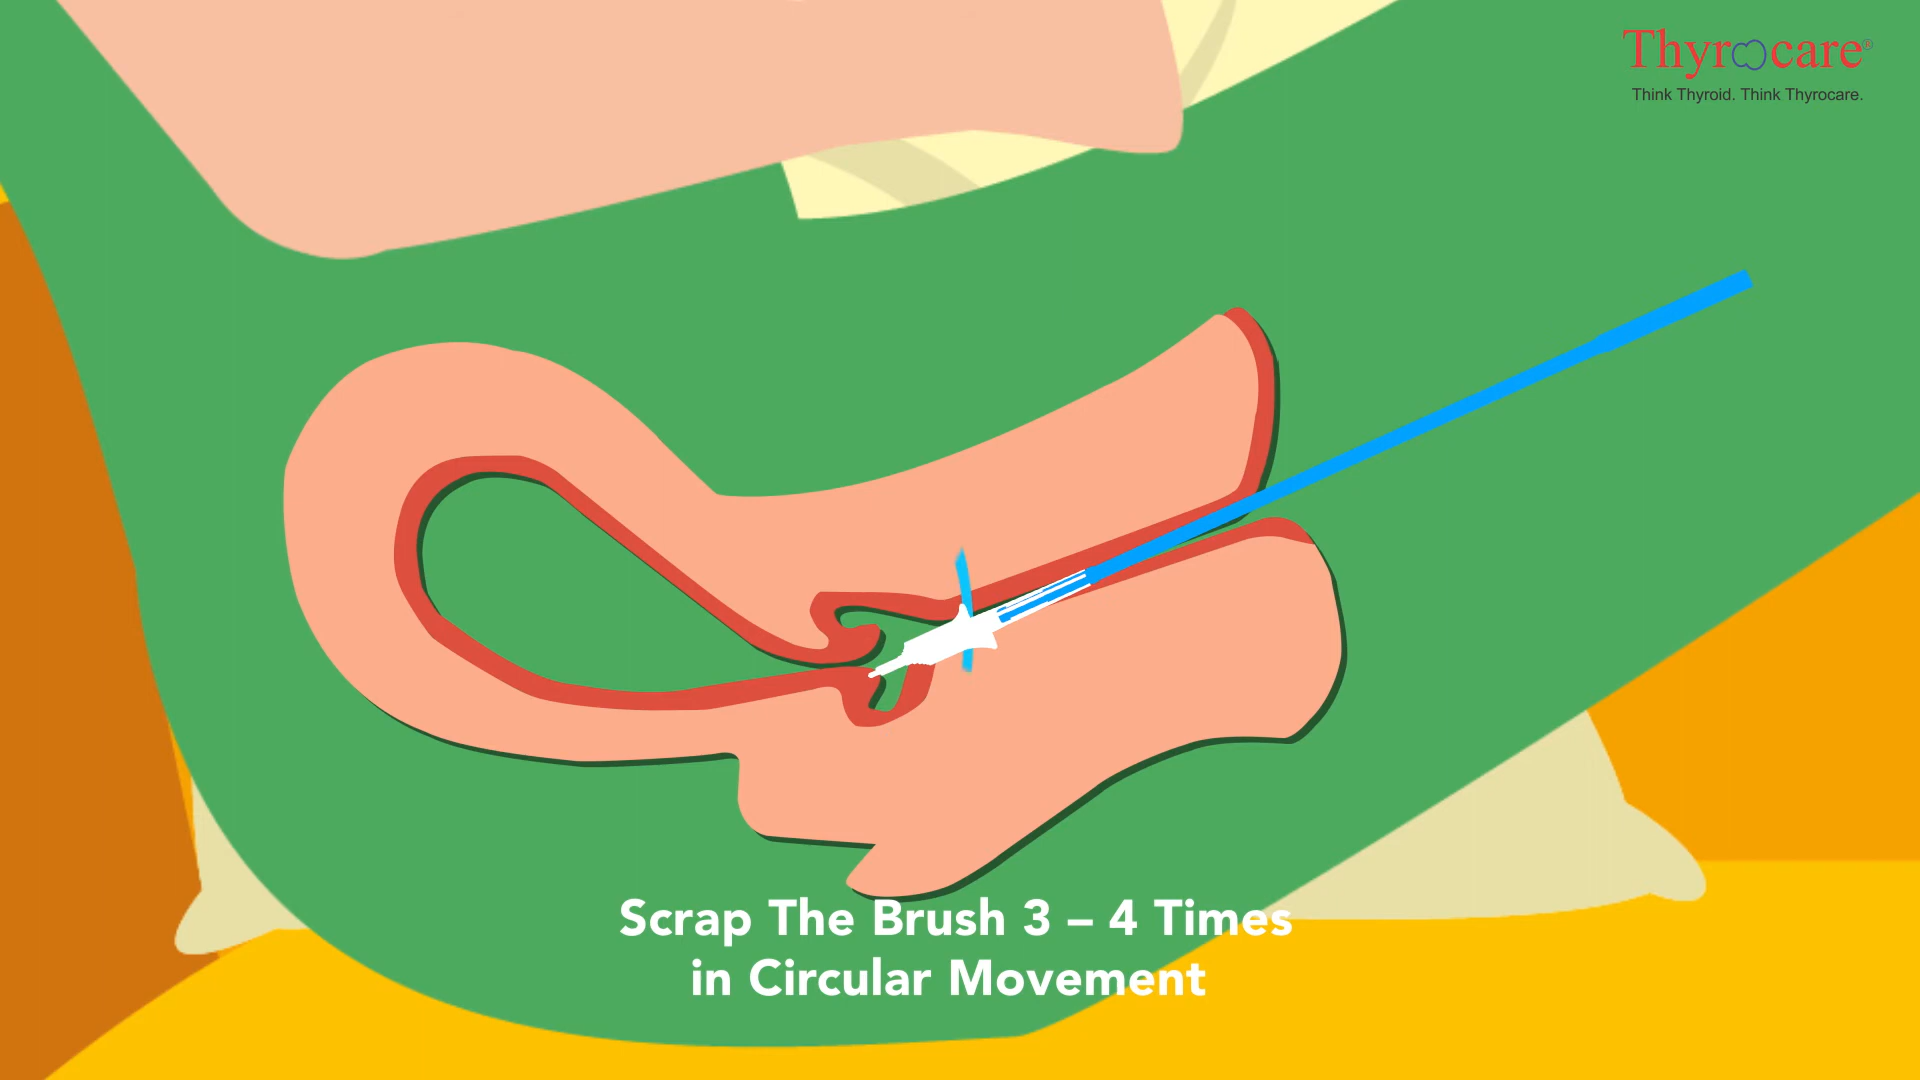 Thyrocare®
Think Thyroid. Think Thyrocare.
Scrap The Brush 3 – 4 Times
in Circular Movement